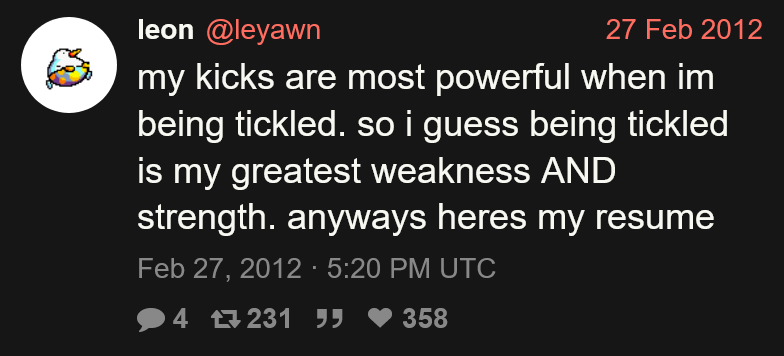 leon @leyawn 27 Feb 2012
my kicks are most powerful when im
being tickled. so i guess being tickled
is my greatest weakness AND
strength. anyways heres my resume
Feb 27, 2012 · 5:20 PM UTC
4 231 358